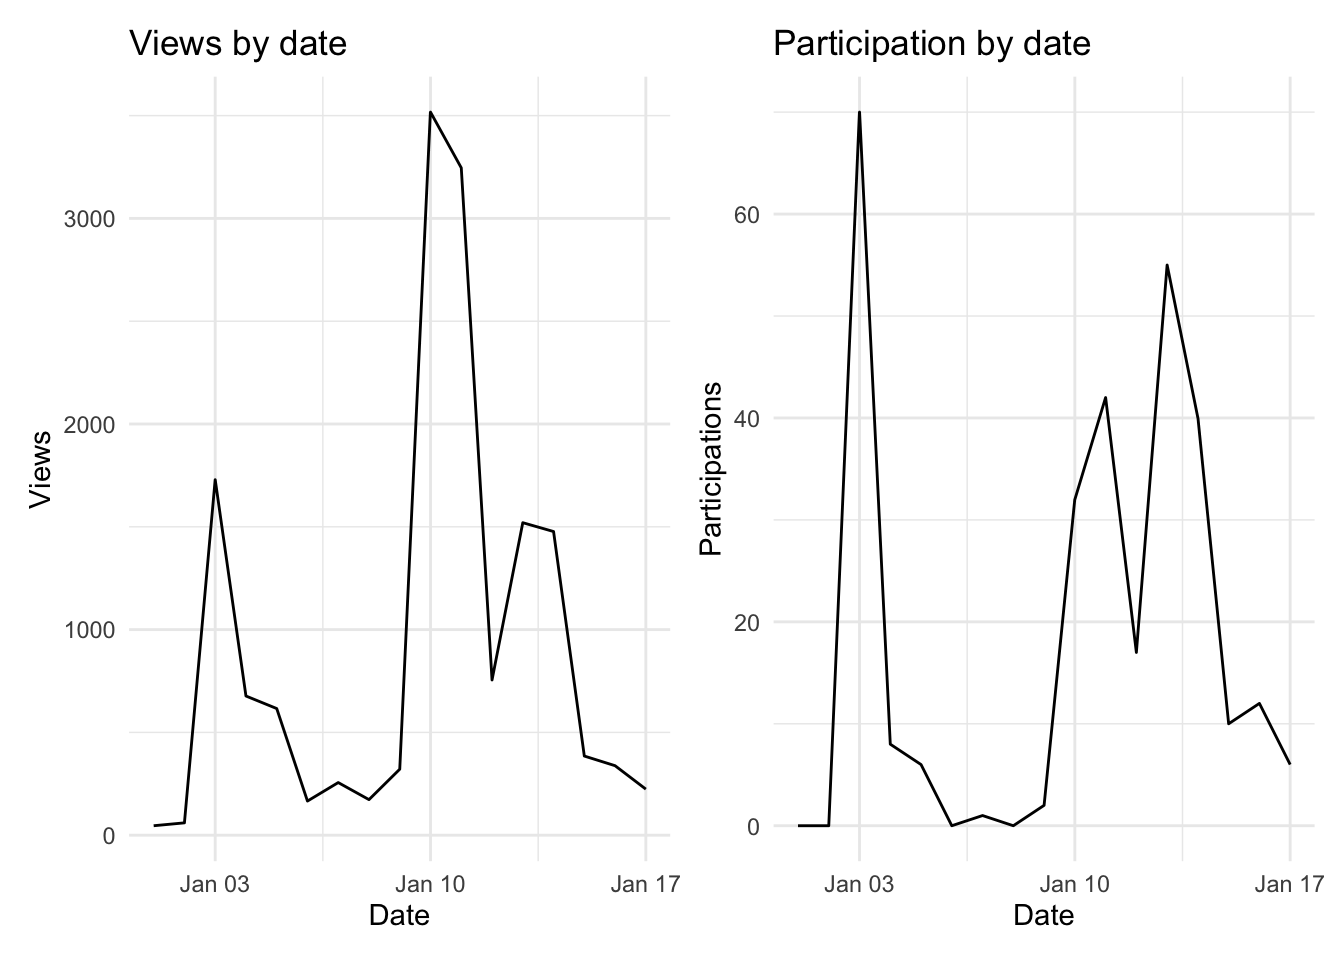 Views by date
Views
3000
2000
1000
0
Jan 03 Jan 10 Jan 17
Date
Participation by date
Participations
60
40
20
0
Jan 03 Jan 10 Jan 17
Date